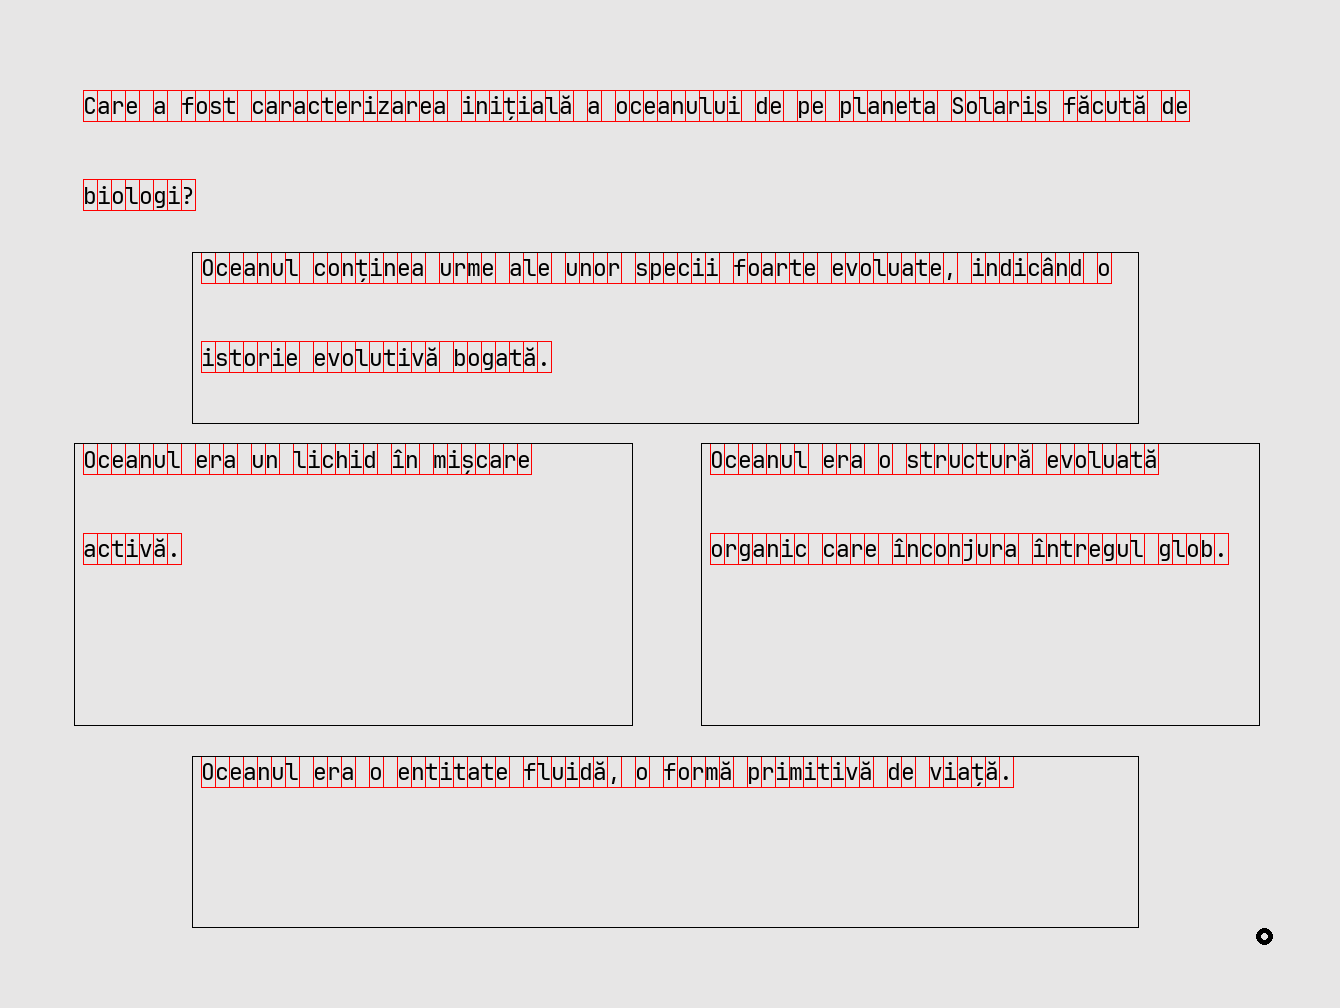 Care a fost caracterizarea inițială a oceanului de pe planeta Solaris făcută de
biologi?
Oceanul conținea urme ale unor specii foarte evoluate, indicând o
istorie evolutivă bogată.
Oceanul era un lichid în mișcare
activă.
Oceanul era o structură evoluată
organic care înconjura întregul glob.
Oceanul era o entitate fluidă, o formă primitivă de viață.